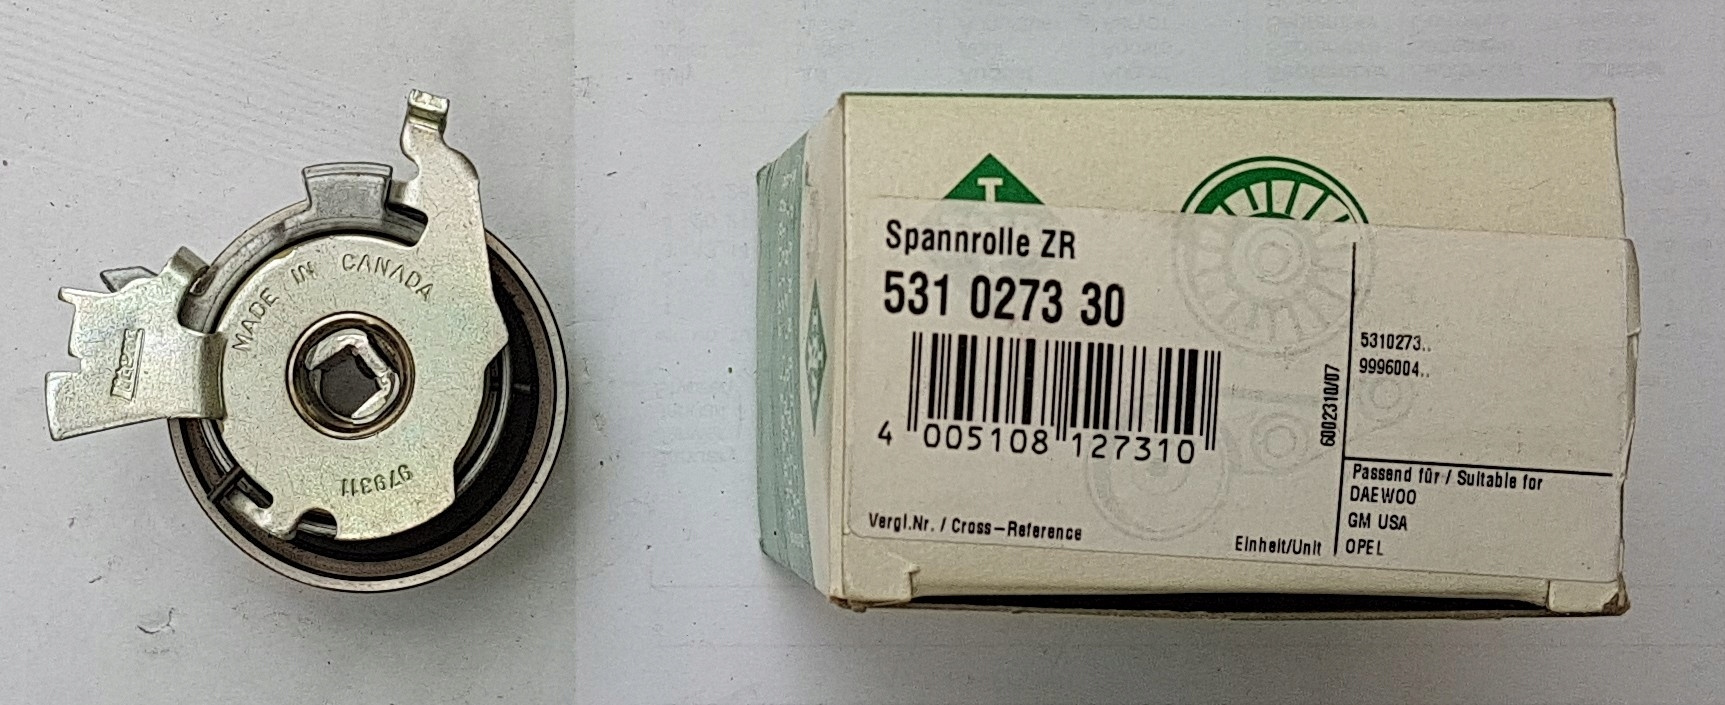 MADE IN CANADA
979311
Spannrolle ZR
531 0273 30
4 005108 127310
Vergl.Nr. / Cross-Reference
Einheit/Unit
6002310/07
5310273..
9996004..
Passend für / Suitable for
DAEWOO
GM USA
OPEL